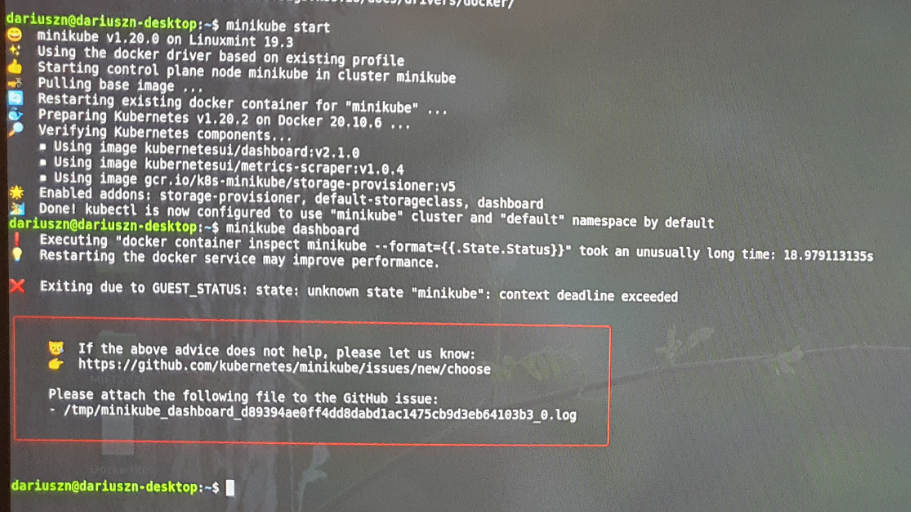 /docs/drivers/docker/
dariuszn@dariuszn-desktop:~$ minikube start
minikube v1.20.0 on Linuxmint 19.3
Using the docker driver based on existing profile
Starting control plane node minikube in cluster minikube
Pulling base image ...
Restarting existing docker container for "minikube" ...
Preparing Kubernetes v1.20.2 on Docker 20.10.6 ...
Verifying Kubernetes components...
▪ Using image kubernetesui/dashboard:v2.1.0
▪ Using image kubernetesui/metrics-scraper:v1.0.4
▪ Using image gcr.io/k8s-minikube/storage-provisioner:v5
Enabled addons: storage-provisioner, default-storageclass, dashboard
Done! kubectl is now configured to use "minikube" cluster and "default" namespace by default
dariuszn@dariuszn-desktop:~$ minikube dashboard
Executing "docker container inspect minikube --format={{.State.Status}}" took an unusually long time: 18.979113135s
Restarting the docker service may improve performance.
Exiting due to GUEST_STATUS: state: unknown state "minikube": context deadline exceeded
If the above advice does not help, please let us know:
https://github.com/kubernetes/minikube/issues/new/choose
Please attach the following file to the GitHub issue:
- /tmp/minikube_dashboard_d89394ae0ff4dd8dabd1ac1475cb9d3eb64103b3_0.log
dariuszn@dariuszn-desktop:~$